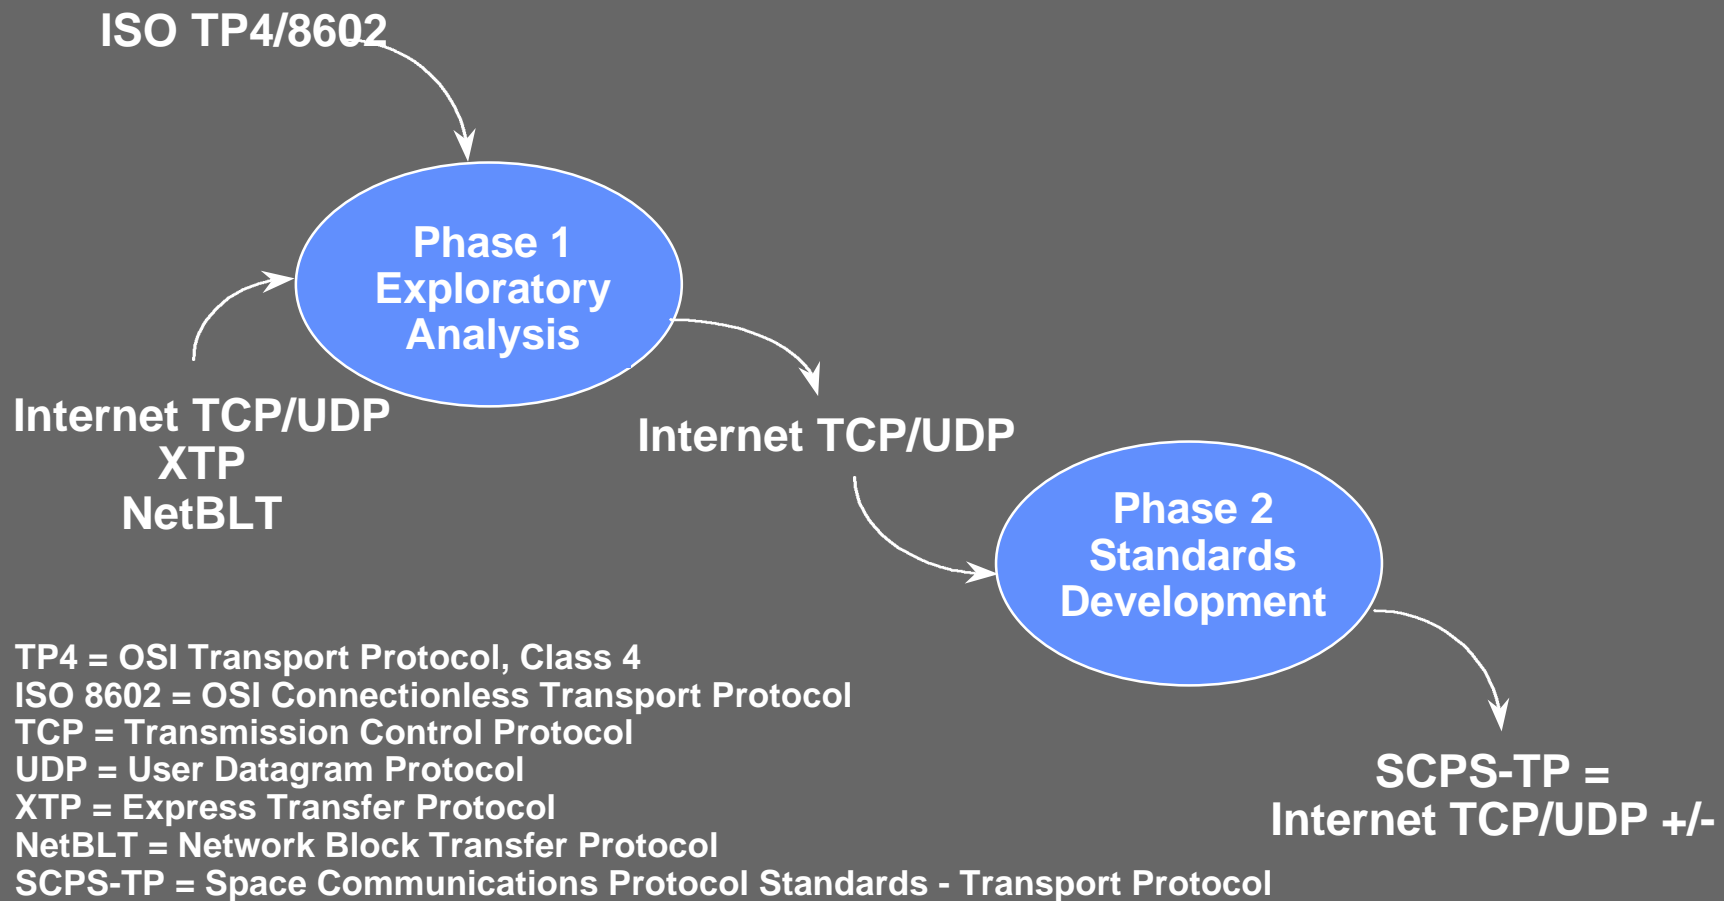 ISO TP4/8602
Phase 1
Exploratory
Analysis
Internet TCP/UDP
XTP
NetBLT
Internet TCP/UDP
Phase 2
Standards
Development
SCPS-TP =
Internet TCP/UDP +/-
TP4 = OSI Transport Protocol, Class 4
ISO 8602 = OSI Connectionless Transport Protocol
TCP = Transmission Control Protocol
UDP = User Datagram Protocol
XTP = Express Transfer Protocol
NetBLT = Network Block Transfer Protocol
SCPS-TP = Space Communications Protocol Standards - Transport Protocol